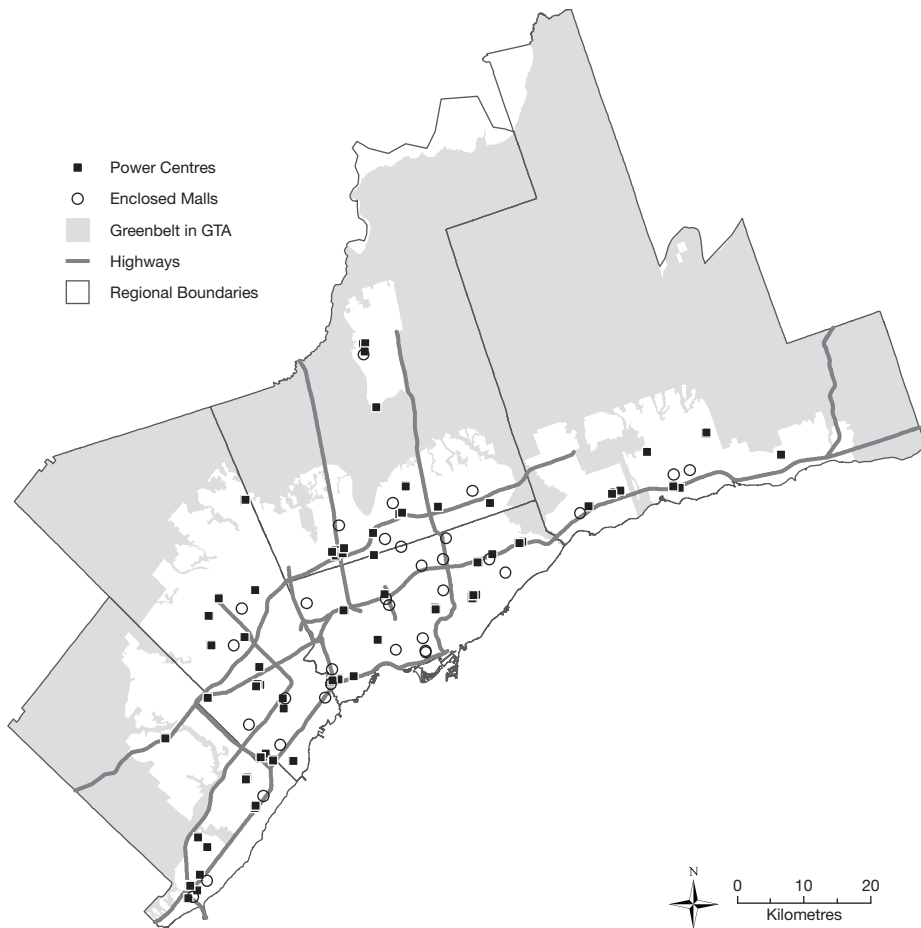 Power Centres
Enclosed Malls
Greenbelt in GTA
Highways
Regional Boundaries
N
0 10 20
Kilometres